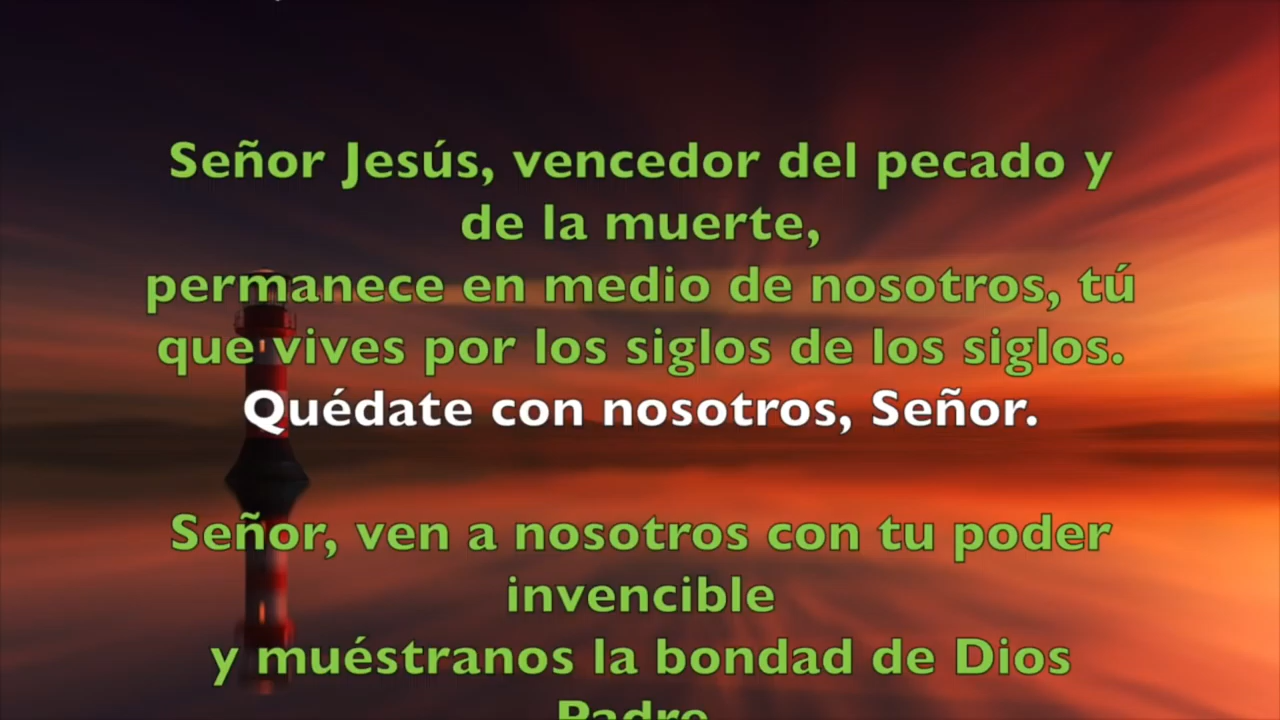 Señor Jesús, vencedor del pecado y
de la muerte,
permanece en medio de nosotros, tú
que vives por los siglos de los siglos.
Quédate con nosotros, Señor.
Señor, ven a nosotros con tu poder
invencible
y muéstranos la bondad de Dios
Padre